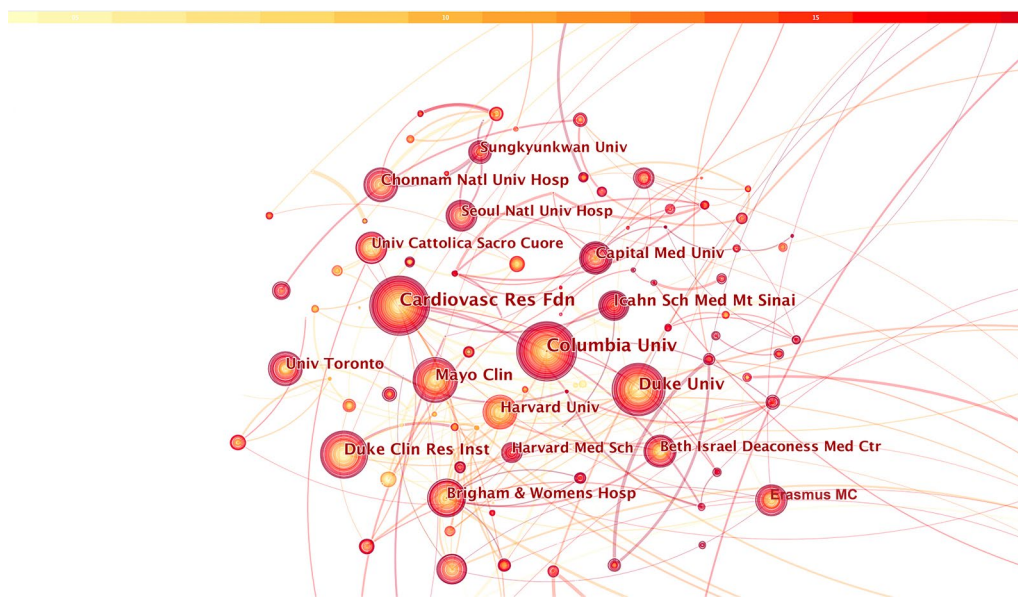 10
15
Sungkyunkwan Univ
Chonnam Natl Univ Hosp
Seoul Natl Univ Hosp
Univ Cattolica Sacro Cuore
Capital Med Univ
Cardiovasc Res Fdn
Icahn Sch Med Mt Sinai
Columbia Univ
Univ Toronto
Mayo Clin
Duke Univ
Harvard Univ
Duke Clin Res Inst
Harvard Med Sch
Beth Israel Deaconess Med Ctr
Brigham & Womens Hosp
Erasmus MC